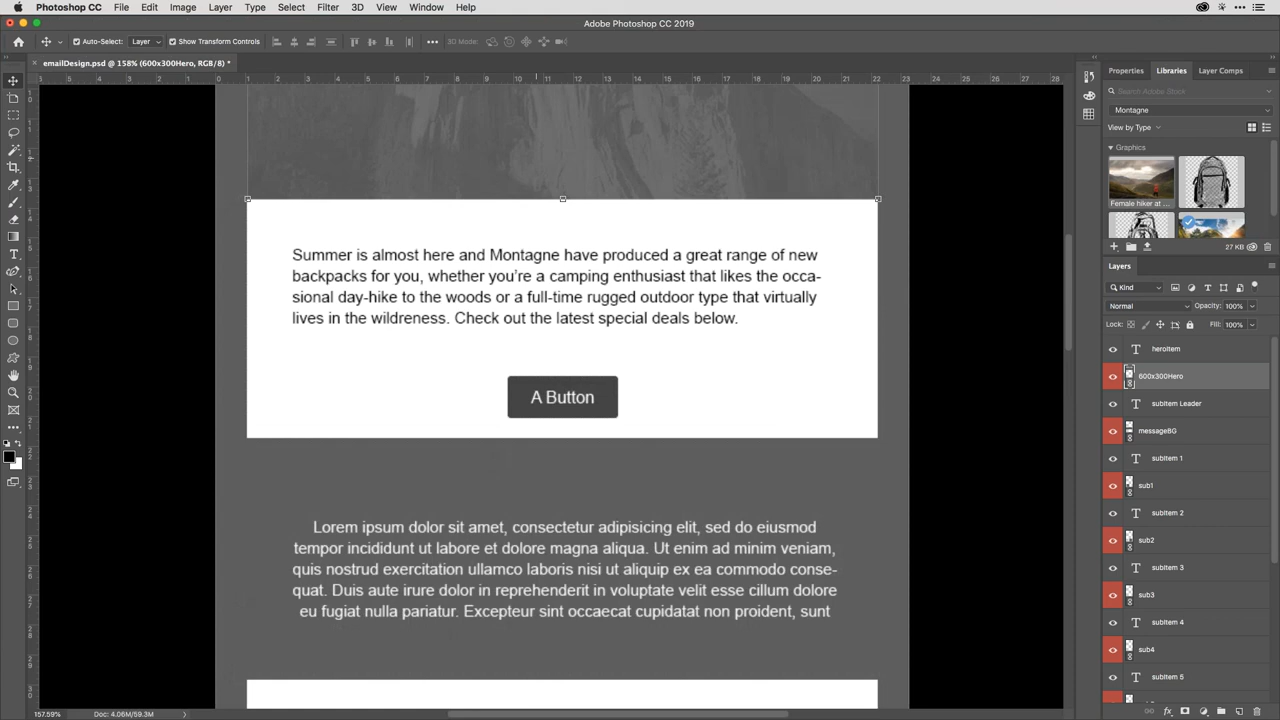 Photoshop CC File Edit Image Layer Type Select Filter 3D View Window Help
Adobe Photoshop CC 2019
Auto-Select: Layer Show Transform Controls 3D Mode:
emailDesign.psd @ 158% (600x300Hero, RGB/8) *
Properties Libraries Layer Comps
Search Adobe Stock
Montagne
View by Type
Graphics
Female hiker at ...
27 KB
Layers
Kind
Normal Opacity: 100%
Lock: Fill: 100%
heroItem
600x300Hero
subItem Leader
messageBG
subItem 1
sub1
subItem 2
sub2
subItem 3
sub3
subItem 4
sub4
subItem 5
Summer is almost here and Montagne have produced a great range of new
backpacks for you, whether you're a camping enthusiast that likes the occa-
sional day-hike to the woods or a full-time rugged outdoor type that virtually
lives in the wildreness. Check out the latest special deals below.
A Button
Lorem ipsum dolor sit amet, consectetur adipisicing elit, sed do eiusmod
tempor incididunt ut labore et dolore magna aliqua. Ut enim ad minim veniam,
quis nostrud exercitation ullamco laboris nisi ut aliquip ex ea commodo conse-
quat. Duis aute irure dolor in reprehenderit in voluptate velit esse cillum dolore
eu fugiat nulla pariatur. Excepteur sint occaecat cupidatat non proident, sunt
157.59% Doc: 4.06M/59.3M